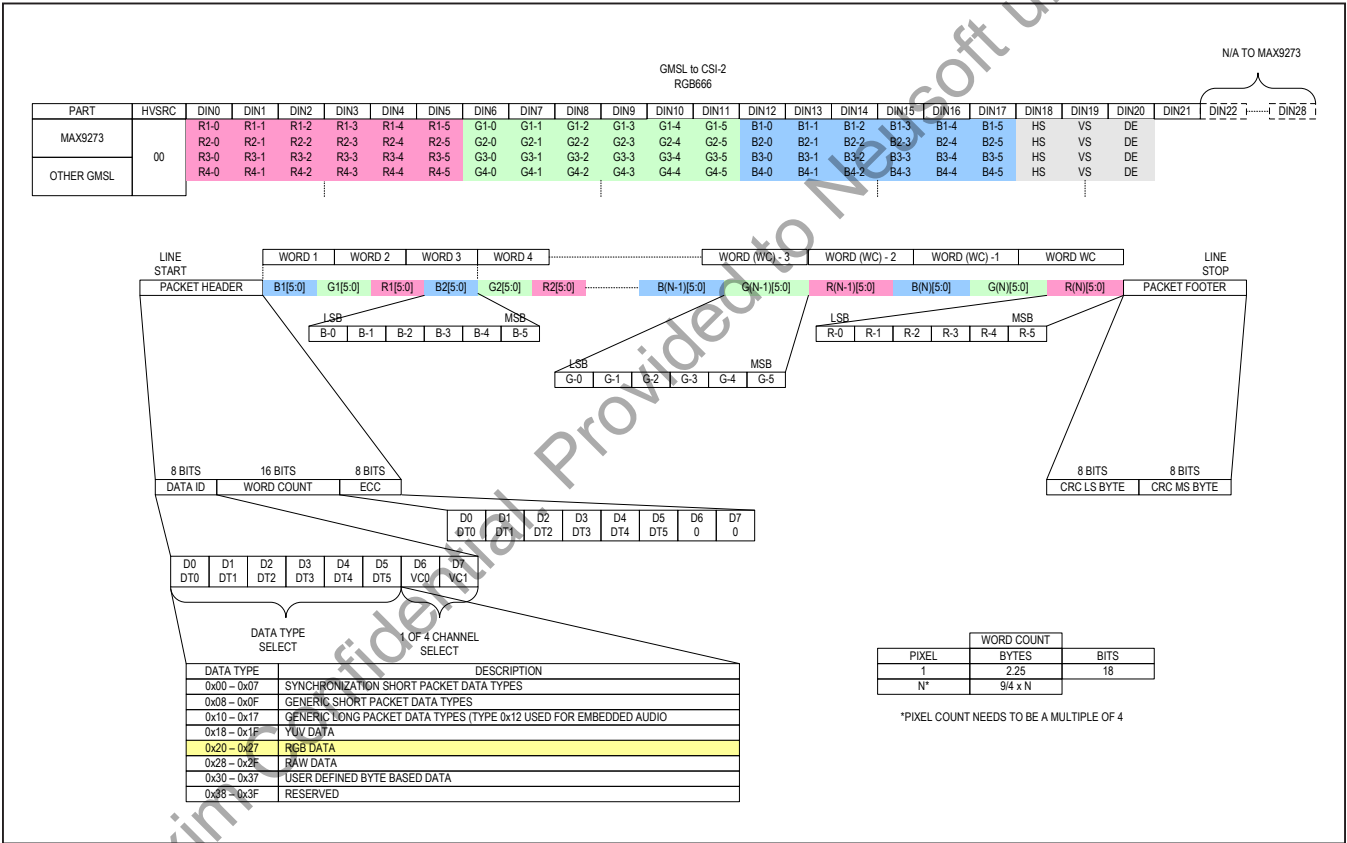 GMSL to CSI-2
RGB666
N/A TO MAX9273
PART HVSRC DIN0 DIN1 DIN2 DIN3 DIN4 DIN5 DIN6 DIN7 DIN8 DIN9 DIN10 DIN11 DIN12 DIN13 DIN14 DIN15 DIN16 DIN17 DIN18 DIN19 DIN20 DIN21 DIN22 DIN28
MAX9273
OTHER GMSL
00
R1-0 R1-1 R1-2 R1-3 R1-4 R1-5 G1-0 G1-1 G1-2 G1-3 G1-4 G1-5 B1-0 B1-1 B1-2 B1-3 B1-4 B1-5 HS VS DE
R2-0 R2-1 R2-2 R2-3 R2-4 R2-5 G2-0 G2-1 G2-2 G2-3 G2-4 G2-5 B2-0 B2-1 B2-2 B2-3 B2-4 B2-5 HS VS DE
R3-0 R3-1 R3-2 R3-3 R3-4 R3-5 G3-0 G3-1 G3-2 G3-3 G3-4 G3-5 B3-0 B3-1 B3-2 B3-3 B3-4 B3-5 HS VS DE
R4-0 R4-1 R4-2 R4-3 R4-4 R4-5 G4-0 G4-1 G4-2 G4-3 G4-4 G4-5 B4-0 B4-1 B4-2 B4-3 B4-4 B4-5 HS VS DE
LINE
START
WORD 1 WORD 2 WORD 3 WORD 4 WORD (WC) - 3 WORD (WC) - 2 WORD (WC) -1 WORD WC
LINE
STOP
PACKET HEADER B1[5:0] G1[5:0] R1[5:0] B2[5:0] G2[5:0] R2[5:0] B(N-1)[5:0] G(N-1)[5:0] R(N-1)[5:0] B(N)[5:0] G(N)[5:0] R(N)[5:0] PACKET FOOTER
LSB MSB
B-0 B-1 B-2 B-3 B-4 B-5
LSB MSB
R-0 R-1 R-2 R-3 R-4 R-5
LSB MSB
G-0 G-1 G-2 G-3 G-4 G-5
8 BITS 16 BITS 8 BITS
DATA ID WORD COUNT ECC
8 BITS 8 BITS
CRC LS BYTE CRC MS BYTE
D0 D1 D2 D3 D4 D5 D6 D7
DT0 DT1 DT2 DT3 DT4 DT5 0 0
D0 D1 D2 D3 D4 D5 D6 D7
DT0 DT1 DT2 DT3 DT4 DT5 VC0 VC1
DATA TYPE
SELECT
1 OF 4 CHANNEL
SELECT
DATA TYPE DESCRIPTION
0x00 – 0x07 SYNCHRONIZATION SHORT PACKET DATA TYPES
0x08 – 0x0F GENERIC SHORT PACKET DATA TYPES
0x10 – 0x17 GENERIC LONG PACKET DATA TYPES (TYPE 0x12 USED FOR EMBEDDED AUDIO
0x18 – 0x1F YUV DATA
0x20 – 0x27 RGB DATA
0x28 – 0x2F RAW DATA
0x30 – 0x37 USER DEFINED BYTE BASED DATA
0x38 – 0x3F RESERVED
WORD COUNT
PIXEL BYTES BITS
1 2.25 18
N* 9/4 x N
*PIXEL COUNT NEEDS TO BE A MULTIPLE OF 4
Confidential. Provided to Neusoft